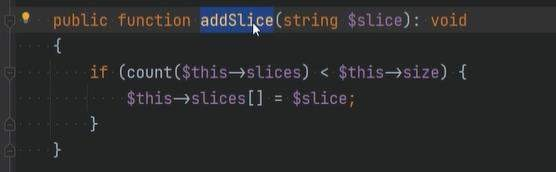 public function addSlice(string $slice): void
{
if (count($this->slices) < $this->size) {
$this->slices[] = $slice;
}
}